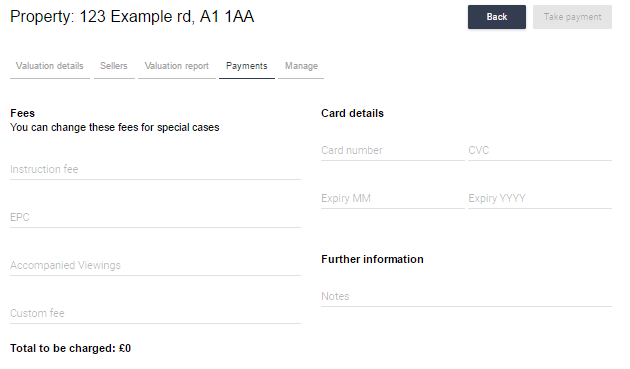 Property: 123 Example rd, A1 1AA
Back
Take payment
Valuation details
Sellers
Valuation report
Payments
Manage
Fees
You can change these fees for special cases
Instruction fee
EPC
Accompanied Viewings
Custom fee
Total to be charged: £0
Card details
Card number
CVC
Expiry MM
Expiry YYYY
Further information
Notes